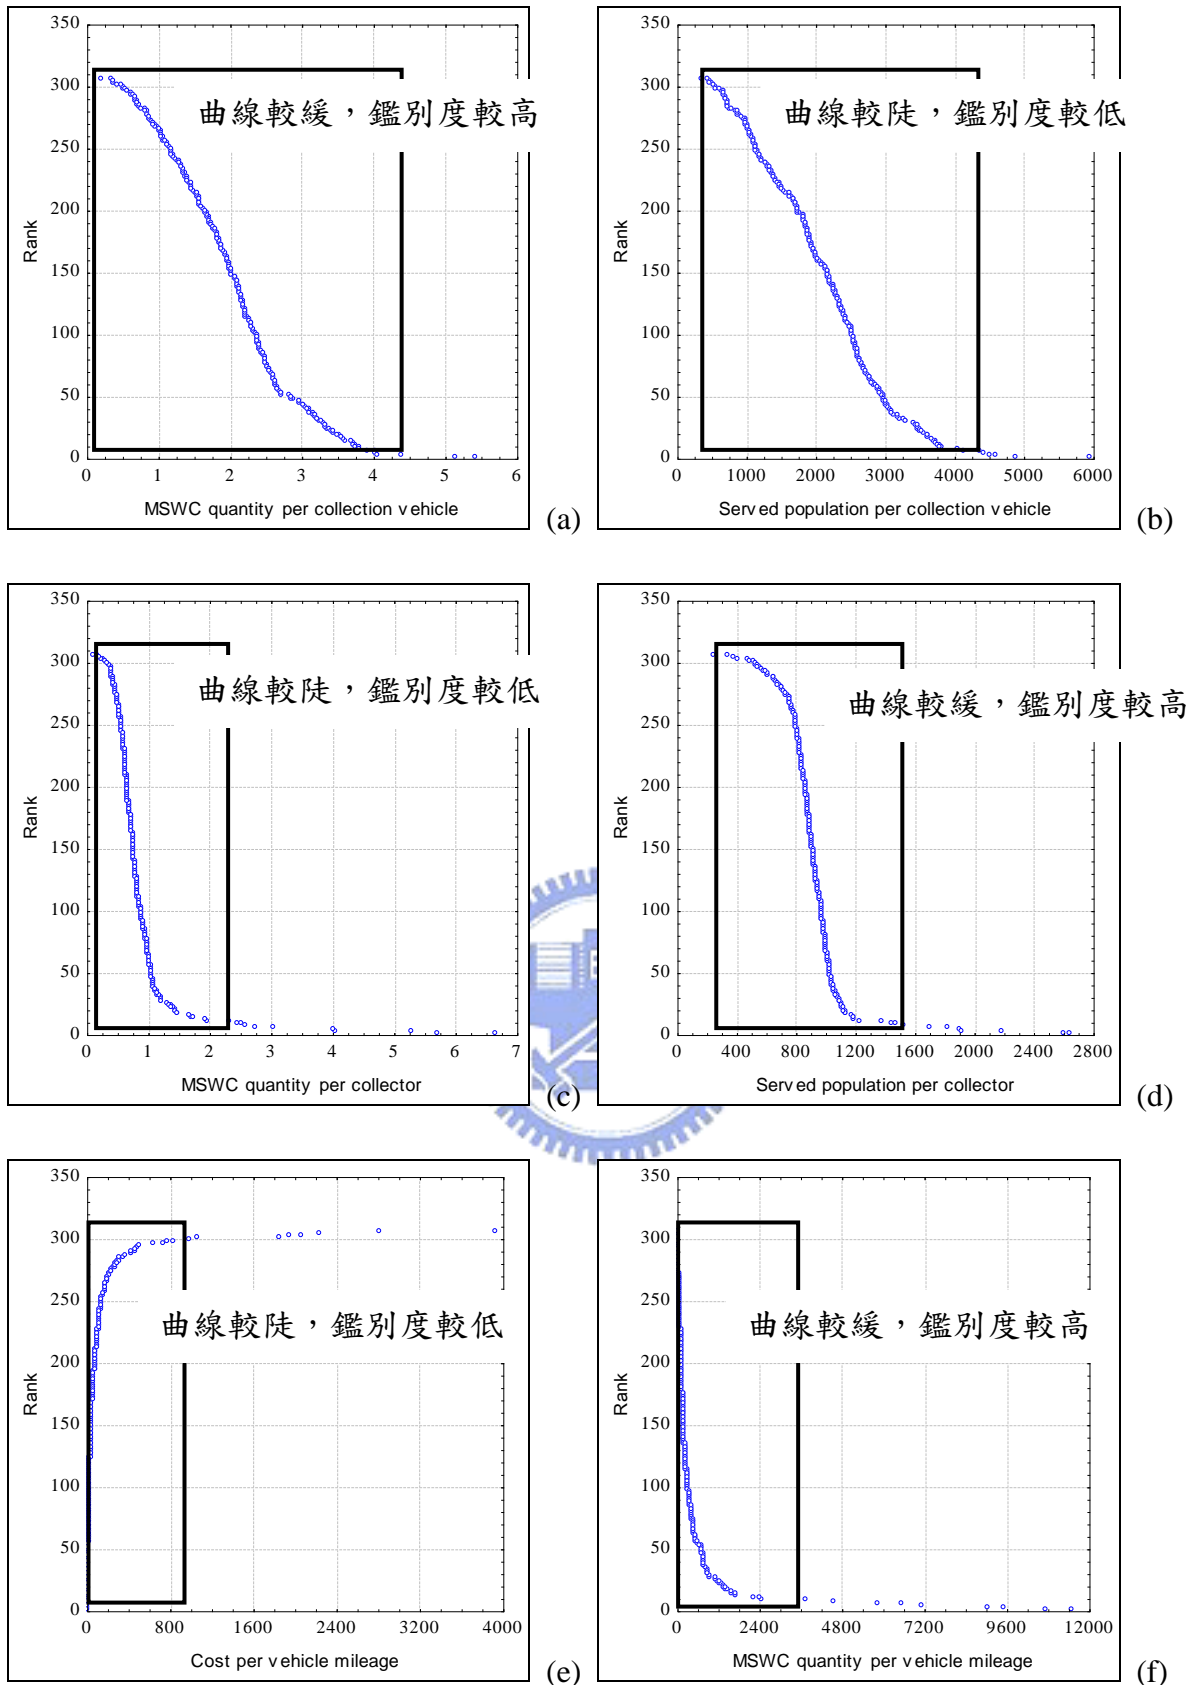 350
300
250
200
150
100
50
0
Rank
曲線較緩，鑑別度較高
0 1 2 3 4 5 6
MSWC quantity per collection vehicle
(a)
350
300
250
200
150
100
50
0
Rank
曲線較陡，鑑別度較低
0 1000 2000 3000 4000 5000 6000
Served population per collection vehicle
(b)
350
300
250
200
150
100
50
0
Rank
曲線較陡，鑑別度較低
0 1 2 3 4 5 6 7
MSWC quantity per collector
(c)
350
300
250
200
150
100
50
0
Rank
曲線較緩，鑑別度較高
0 400 800 1200 1600 2000 2400 2800
Served population per collector
(d)
350
300
250
200
150
100
50
0
Rank
曲線較陡，鑑別度較低
0 800 1600 2400 3200 4000
Cost per vehicle mileage
(e)
350
300
250
200
150
100
50
0
Rank
曲線較緩，鑑別度較高
0 2400 4800 7200 9600 12000
MSWC quantity per vehicle mileage
(f)